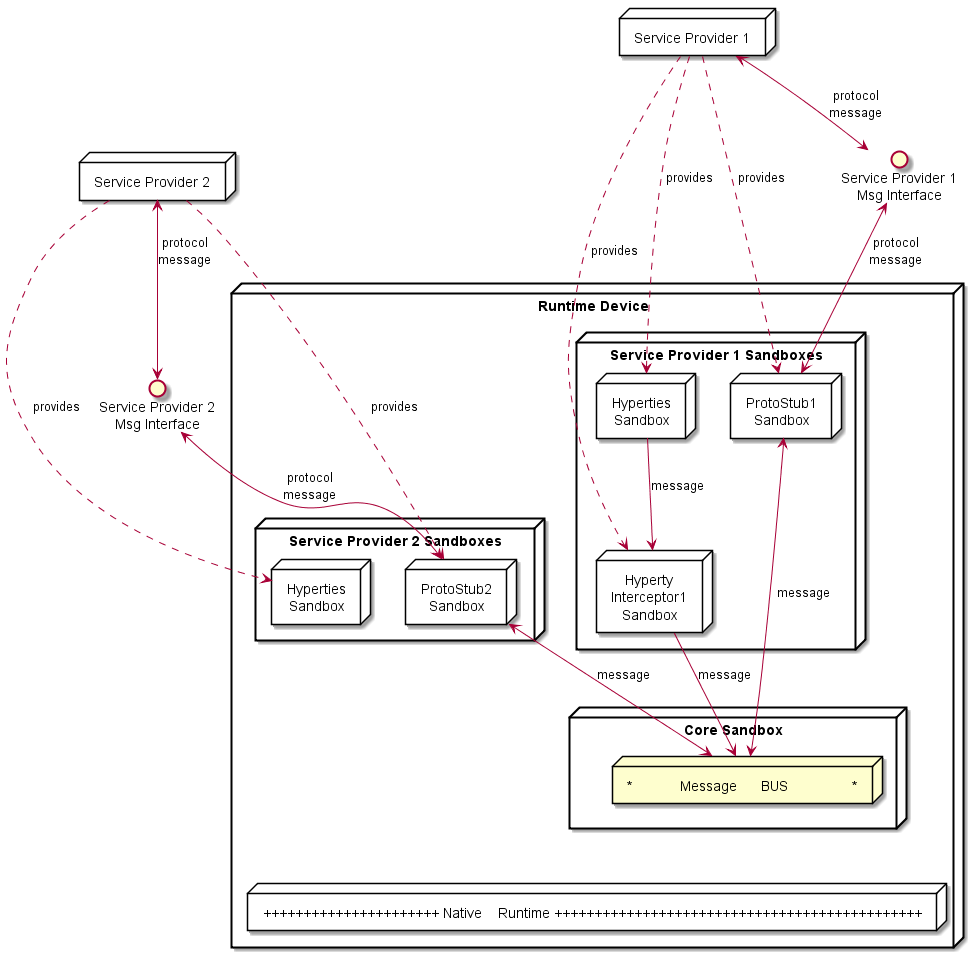 Service Provider 1
protocol
message
Service Provider 2
provides
provides
Service Provider 1
Msg Interface
protocol
message
provides
protocol
message
Runtime Device
Service Provider 1 Sandboxes
Hyperties
Sandbox
ProtoStub1
Sandbox
provides
Service Provider 2
Msg Interface
provides
protocol
message
message
Service Provider 2 Sandboxes
Hyperties
Sandbox
ProtoStub2
Sandbox
Hyperty
Interceptor1
Sandbox
message
message
message
Core Sandbox
* Message BUS *
++++++++++++++++++++++ Native Runtime ++++++++++++++++++++++++++++++++++++++++++++++